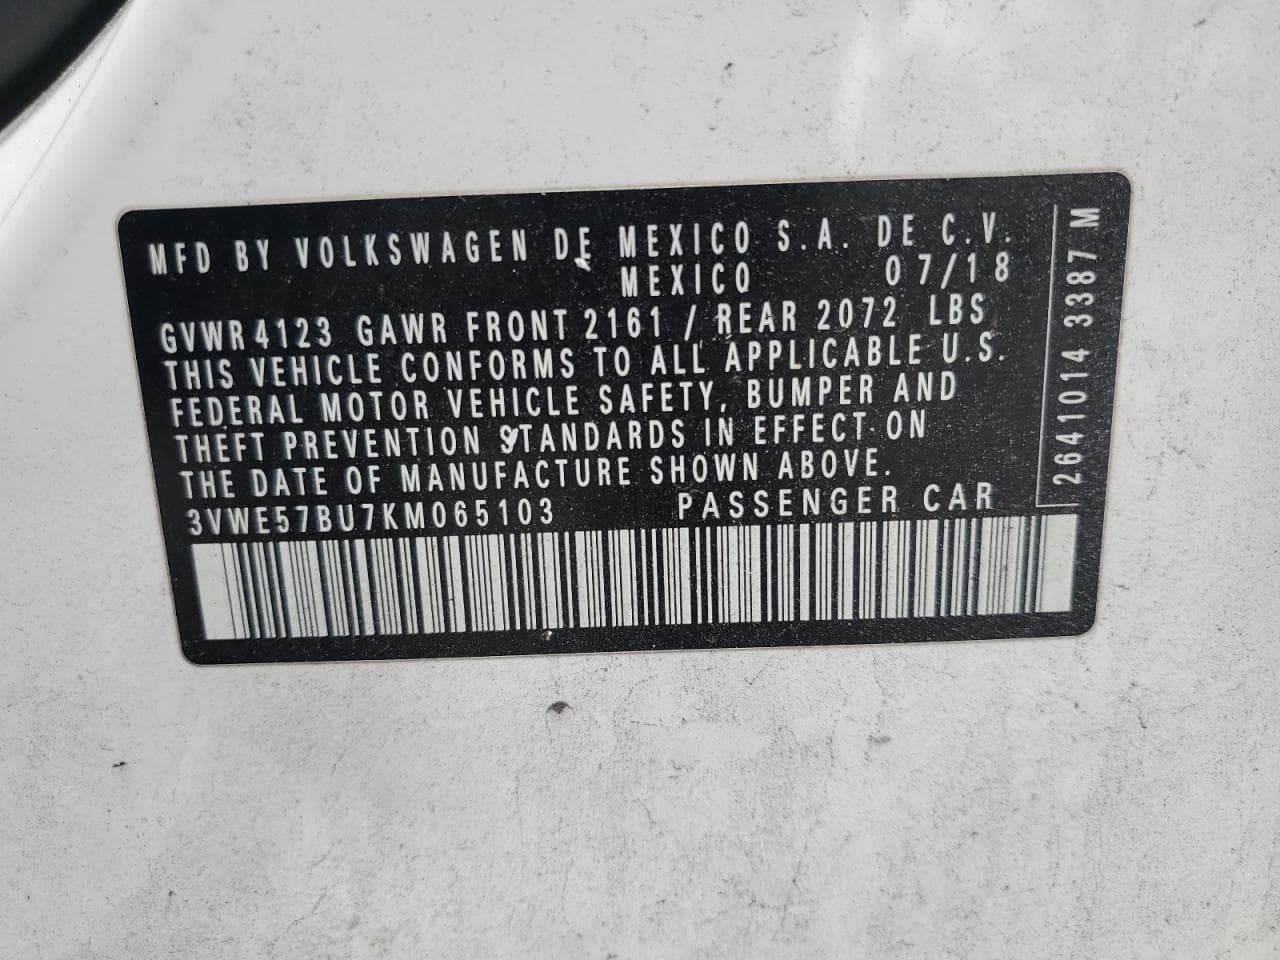 MFD BY VOLKSWAGEN DE MEXICO S.A. DE C.V.
MEXICO 07/18
GVWR 4123 GAWR FRONT 2161 / REAR 2072 LBS
THIS VEHICLE CONFORMS TO ALL APPLICABLE U.S.
FEDERAL MOTOR VEHICLE SAFETY, BUMPER AND
THEFT PREVENTION STANDARDS IN EFFECT ON
THE DATE OF MANUFACTURE SHOWN ABOVE.
3VWE57BU7KM065103 PASSENGER CAR
2641014 3387 M